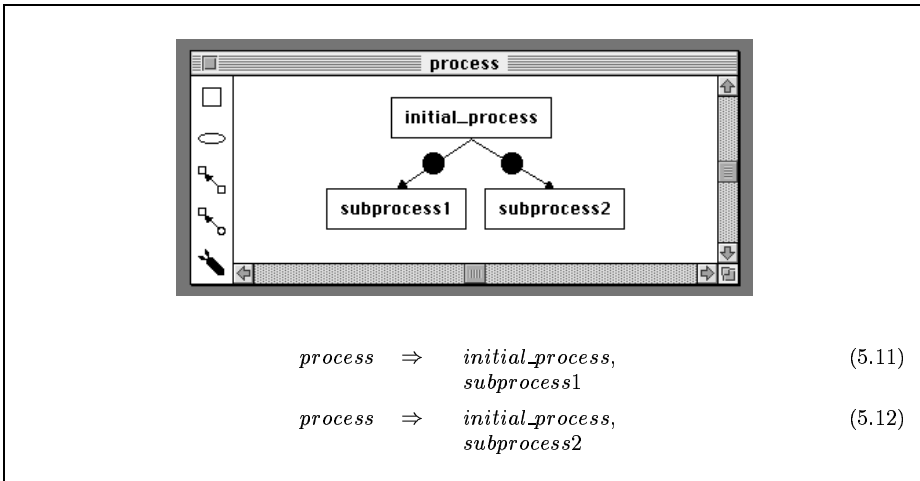 process
initial_process
subprocess1 subprocess2
process ⇒ initial_process, (5.11)
subprocess1
process ⇒ initial_process, (5.12)
subprocess2